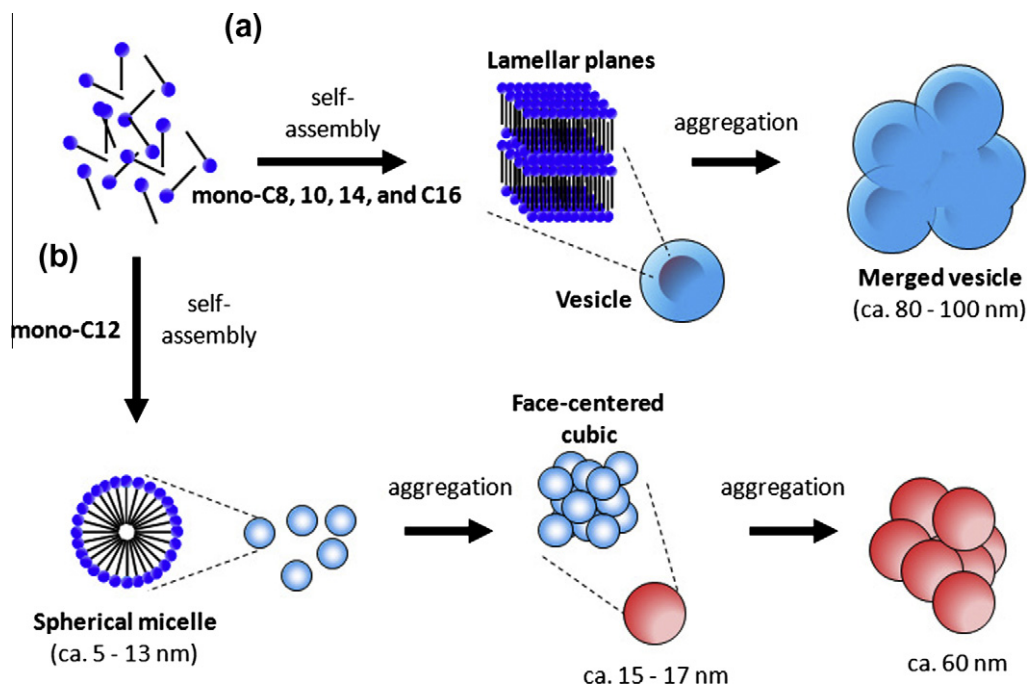 (a)
self-
assembly
mono-C8, 10, 14, and C16
Lamellar planes
Vesicle
aggregation
Merged vesicle
(ca. 80 - 100 nm)
(b)
mono-C12
self-
assembly
Spherical micelle
(ca. 5 - 13 nm)
aggregation
Face-centered
cubic
ca. 15 - 17 nm
aggregation
ca. 60 nm